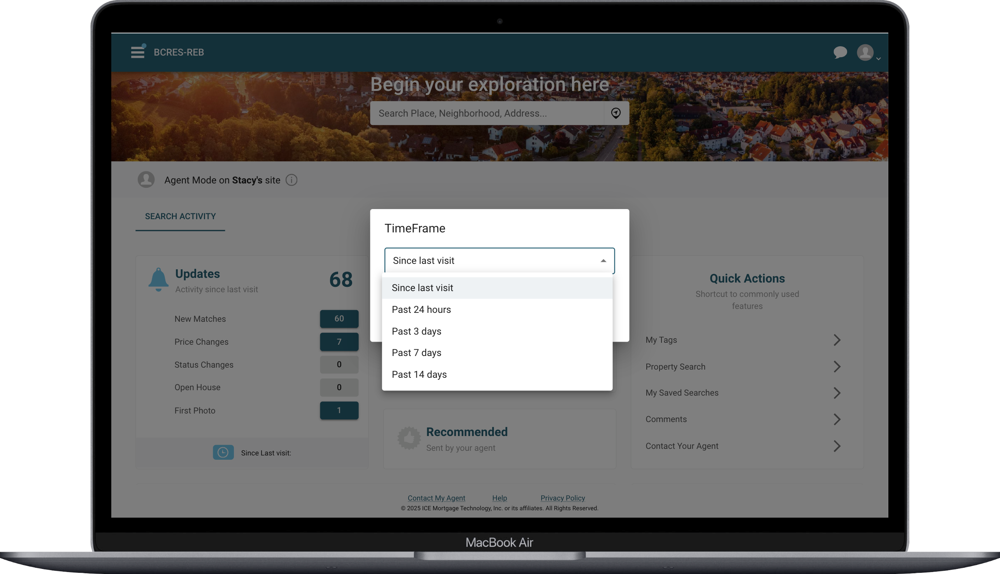 BCRES-REB
Begin your exploration here
Search Place, Neighborhood, Address...
Agent Mode on Stacy's site
SEARCH ACTIVITY
TimeFrame
Since last visit
Since last visit
Past 24 hours
Past 3 days
Past 7 days
Past 14 days
Updates
68
Activity since last visit
New Matches 60
Price Changes 7
Status Changes 0
Open House 0
First Photo 1
Since Last visit:
Recommended
Sent by your agent
Quick Actions
Shortcut to commonly used
features
My Tags
Property Search
My Saved Searches
Comments
Contact Your Agent
Contact My Agent Help Privacy Policy
© 2025 ICE Mortgage Technology, Inc. or its affiliates. All Rights Reserved.
MacBook Air